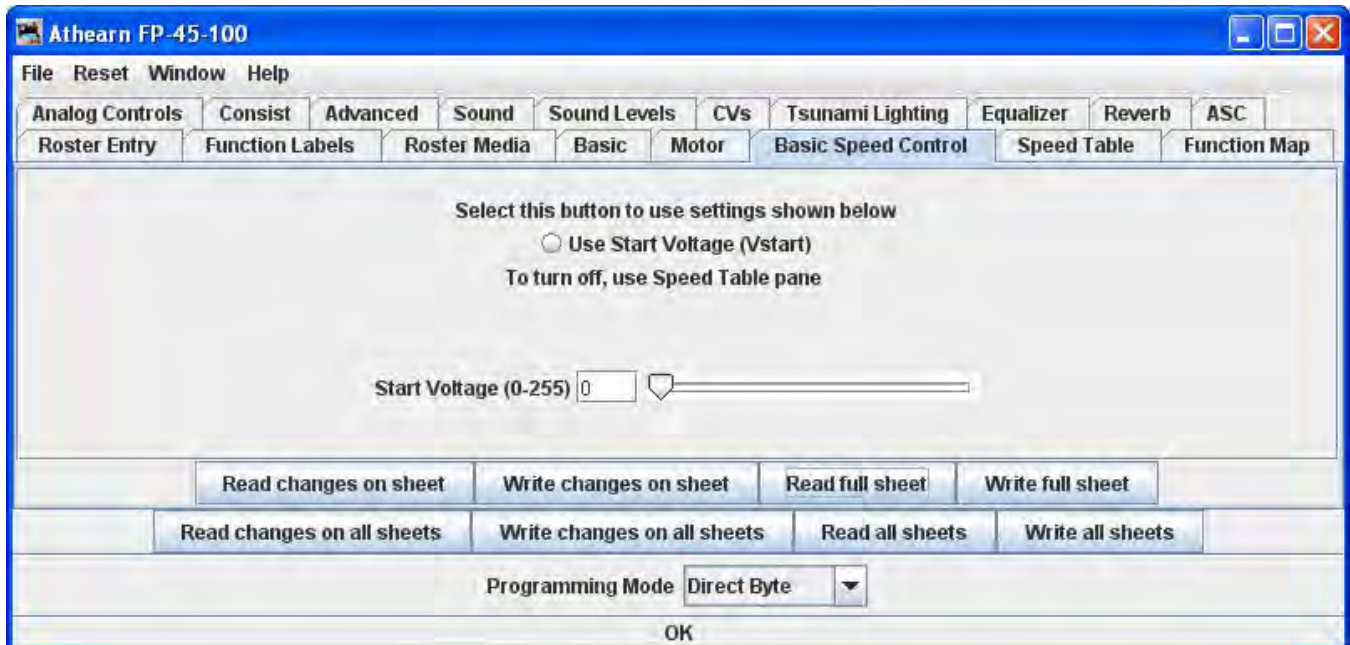 Athearn FP-45-100
File Reset Window Help
Analog Controls Consist Advanced Sound Sound Levels CVs Tsunami Lighting Equalizer Reverb ASC
Roster Entry Function Labels Roster Media Basic Motor Basic Speed Control Speed Table Function Map
Select this button to use settings shown below
Use Start Voltage (Vstart)
To turn off, use Speed Table pane
Start Voltage (0-255) 0
Read changes on sheet Write changes on sheet Read full sheet Write full sheet
Read changes on all sheets Write changes on all sheets Read all sheets Write all sheets
Programming Mode Direct Byte
OK